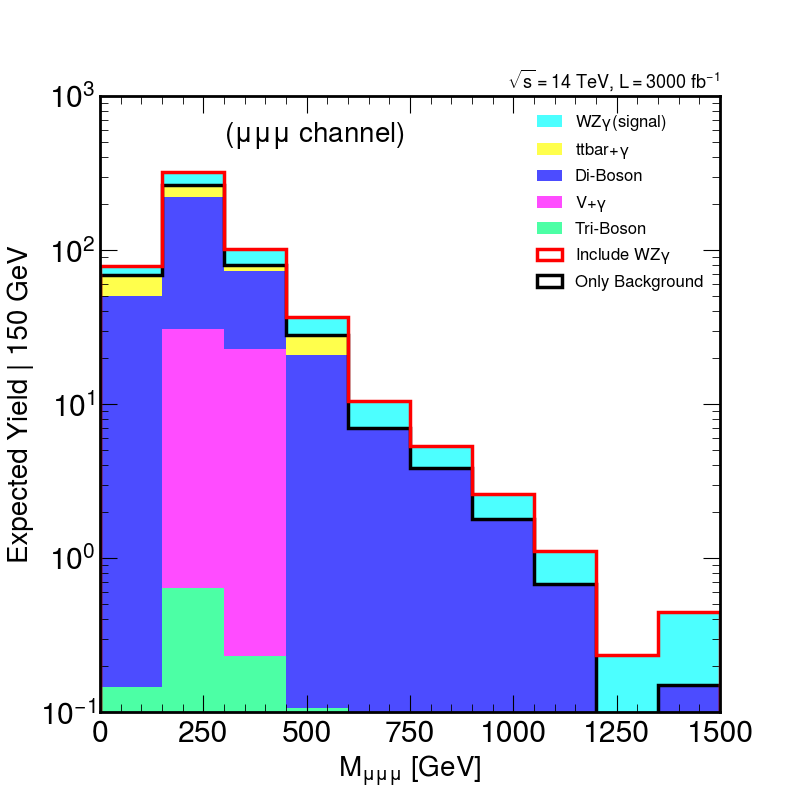 √s = 14 TeV, L = 3000 fb⁻¹
(μμμ channel)
WZγ(signal)
ttbar+γ
Di-Boson
V+γ
Tri-Boson
Include WZγ
Only Background
Expected Yield | 150 GeV
10³
10²
10¹
10⁰
10⁻¹
0 250 500 750 1000 1250 1500
Mμμμ [GeV]